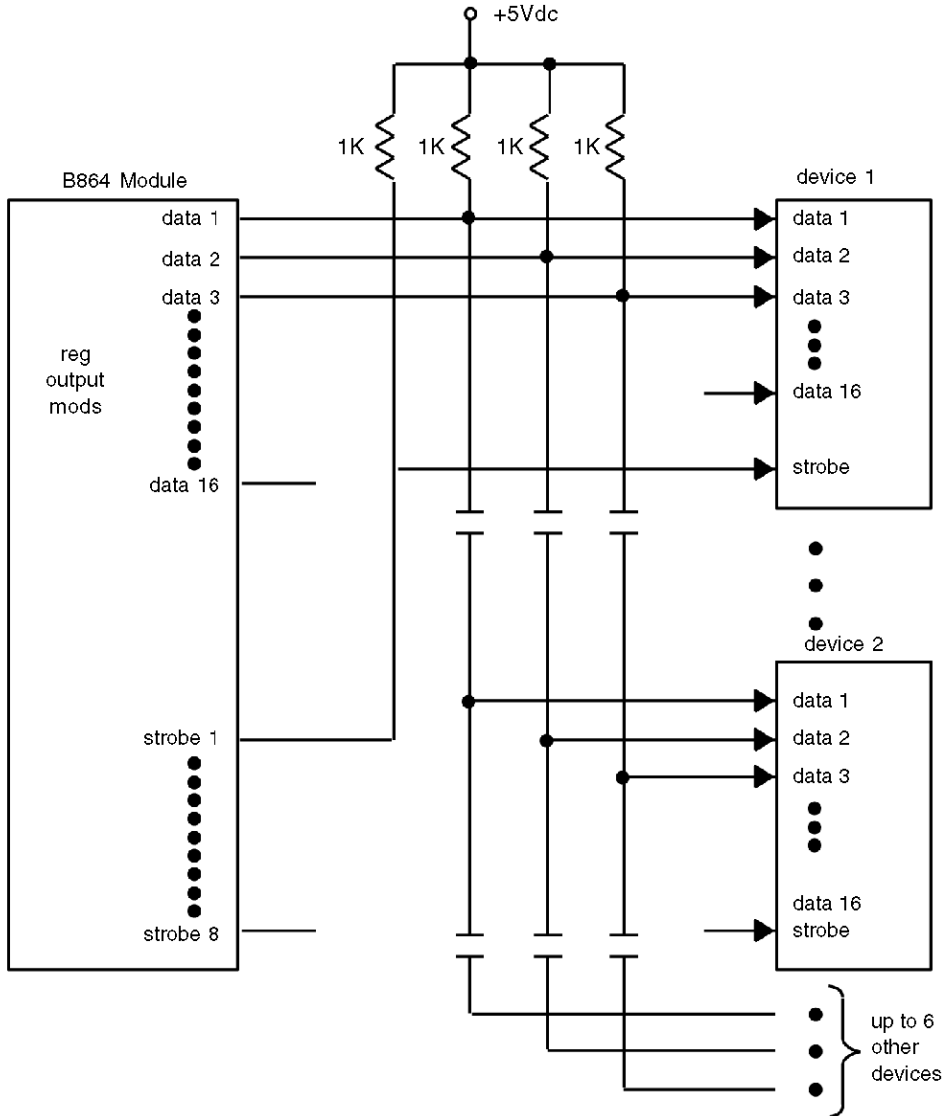 +5Vdc
1K 1K 1K 1K
B864 Module
data 1
data 2
data 3
reg
output
mods
data 16
strobe 1
strobe 8
device 1
data 1
data 2
data 3
data 16
strobe
device 2
data 1
data 2
data 3
data 16
strobe
up to 6
other
devices